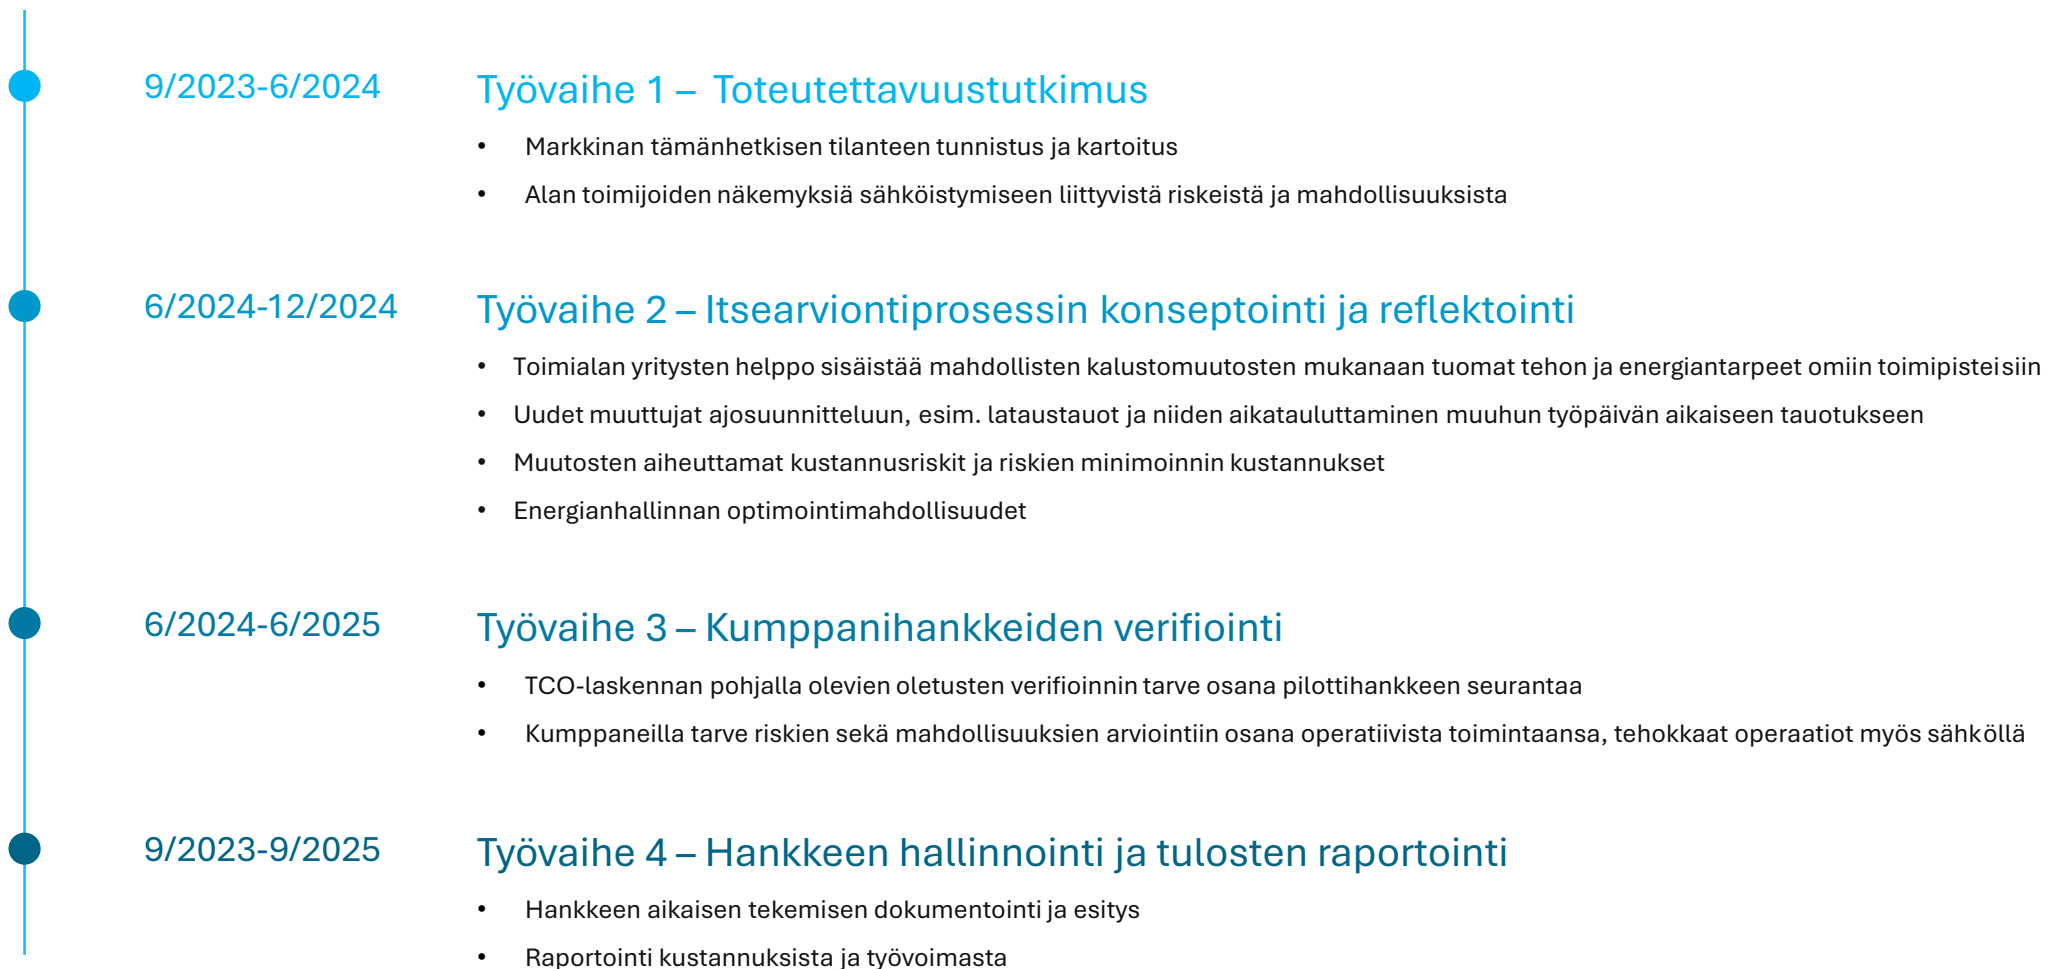 9/2023-6/2024
Työvaihe 1 – Toteutettavuustutkimus
• Markkinan tämänhetkisen tilanteen tunnistus ja kartoitus
• Alan toimijoiden näkemyksiä sähköistymiseen liittyvistä riskeistä ja mahdollisuuksista
6/2024-12/2024
Työvaihe 2 – Itsearviontiprosessin konseptointi ja reflektointi
• Toimialan yritysten helppo sisäistää mahdollisten kalustomuutosten mukanaan tuomat tehon ja energiantarpeet omiin toimipisteisiin
• Uudet muuttujat ajosuunnitteluun, esim. lataustauot ja niiden aikatauluttaminen muuhun työpäivän aikaiseen tauotukseen
• Muutosten aiheuttamat kustannusriskit ja riskien minimoinnin kustannukset
• Energianhallinnan optimointimahdollisuudet
6/2024-6/2025
Työvaihe 3 – Kumppanihankkeiden verifiointi
• TCO-laskennan pohjalla olevien oletusten verifioinnin tarve osana pilottihankkeen seurantaa
• Kumppaneilla tarve riskien sekä mahdollisuuksien arviointiin osana operatiivista toimintaansa, tehokkaat operaatiot myös sähköllä
9/2023-9/2025
Työvaihe 4 – Hankkeen hallinnointi ja tulosten raportointi
• Hankkeen aikaisen tekemisen dokumentointi ja esitys
• Raportointi kustannuksista ja työvoimasta